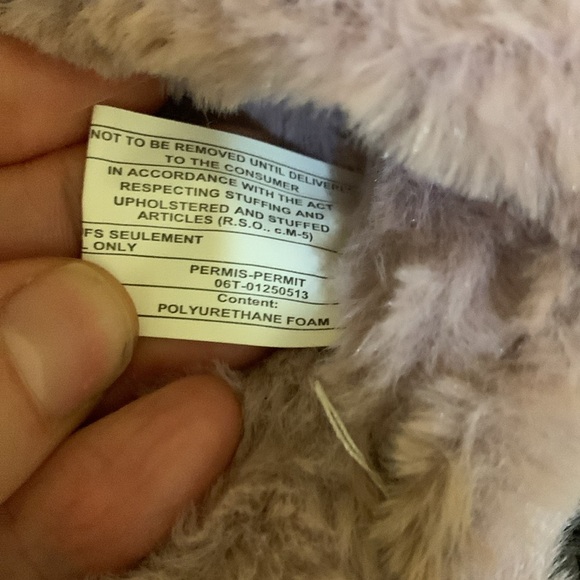 NOT TO BE REMOVED UNTIL
TO THE CONSUMER
IN ACCORDANCE WITH THE ACT
RESPECTING STUFFING AND
UPHOLSTERED AND STUFFED
ARTICLES (R.S.O., c.M-5)
FS SEULEMENT
ONLY
PERMIS-PERMIT
06T-01250513
Content:
POLYURETHANE FOAM